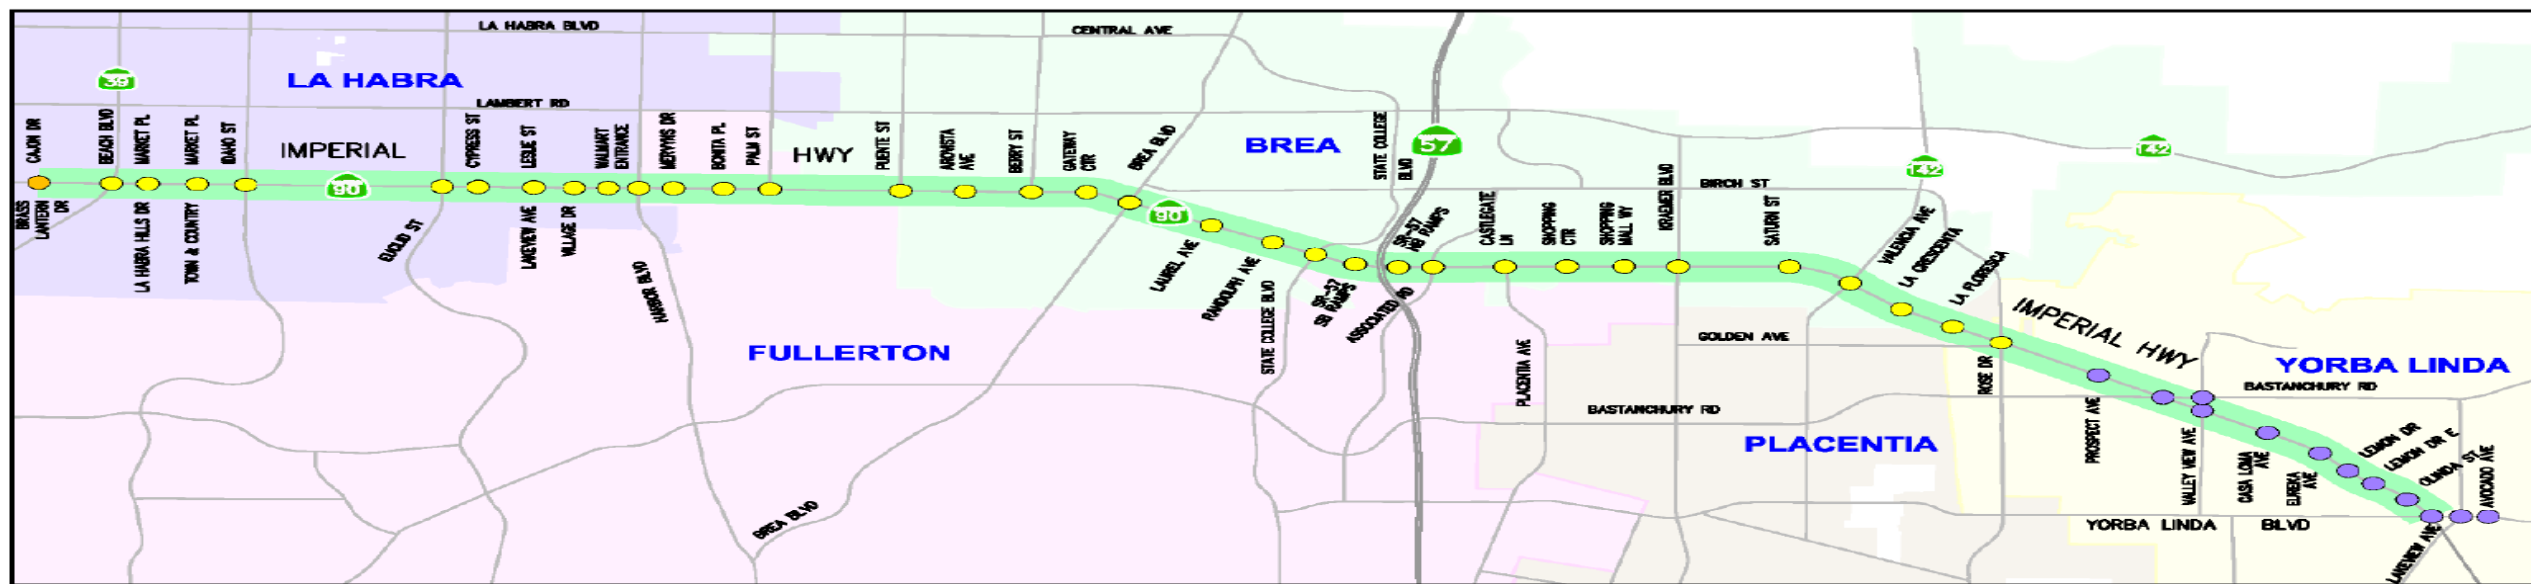 LA HABRA BLVD
CENTRAL AVE
39
LA HABRA
LAMBERT RD
CAJON DR
BEACH BLVD
MARKET PL
MARKET PL
IDAHO ST
IMPERIAL
90
CYPRESS ST
LESLIE ST
WALMART
ENTRANCE
MERVYNS DR
BONITA PL
PALM ST
HWY
PUENTE ST
AROVISTA
AVE
BERRY ST
GATEWAY
CTR
BREA BLVD
BREA
STATE COLLEGE
BLVD
57
142
142
BIRCH ST
90
BRASS
LANTERN
DR
LA HABRA HILLS DR
TOWN & COUNTRY
EUCLID ST
LAKEVIEW AVE
VILLAGE DR
HARBOR BLVD
LAUREL AVE
RANDOLPH AVE
STATE COLLEGE BLVD
SR-57
SB RAMPS
ASSOCIATED RD
SR-57
NB RAMPS
CASTLEGATE
LN
SHOPPING
CTR
SHOPPING
MALL WY
KRAEMER BLVD
SATURN ST
VALENCIA AVE
LA CRESCENTA
LA FLORESCA
IMPERIAL HWY
FULLERTON
PLACENTIA AVE
GOLDEN AVE
ROSE DR
YORBA LINDA
BASTANCHURY RD
BASTANCHURY RD
PLACENTIA
PROSPECT AVE
VALLEY VIEW AVE
CASA LOMA
AVE
EUREKA
AVE
LEMON DR
LEMON DR E
OLINDA ST
AVOCADO AVE
BREA BLVD
YORBA LINDA BLVD
LAKEVIEW AVE